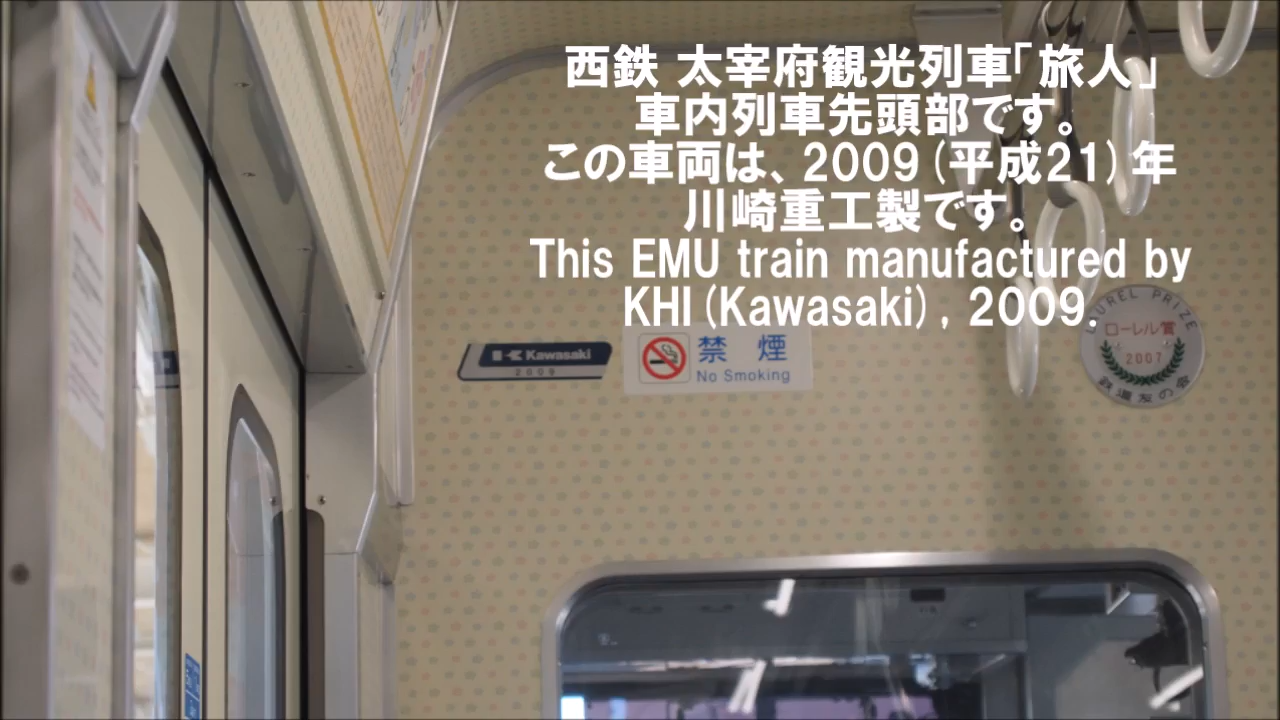 西鉄 太宰府観光列車「旅人」
車内列車先頭部です。
この車両は、2009(平成21)年
川崎重工製です。
This EMU train manufactured by
KHI(Kawasaki), 2009.
Kawasaki
2009
禁 煙
No Smoking
LAUREL PRIZE
ローレル賞
2007
鉄道友の会